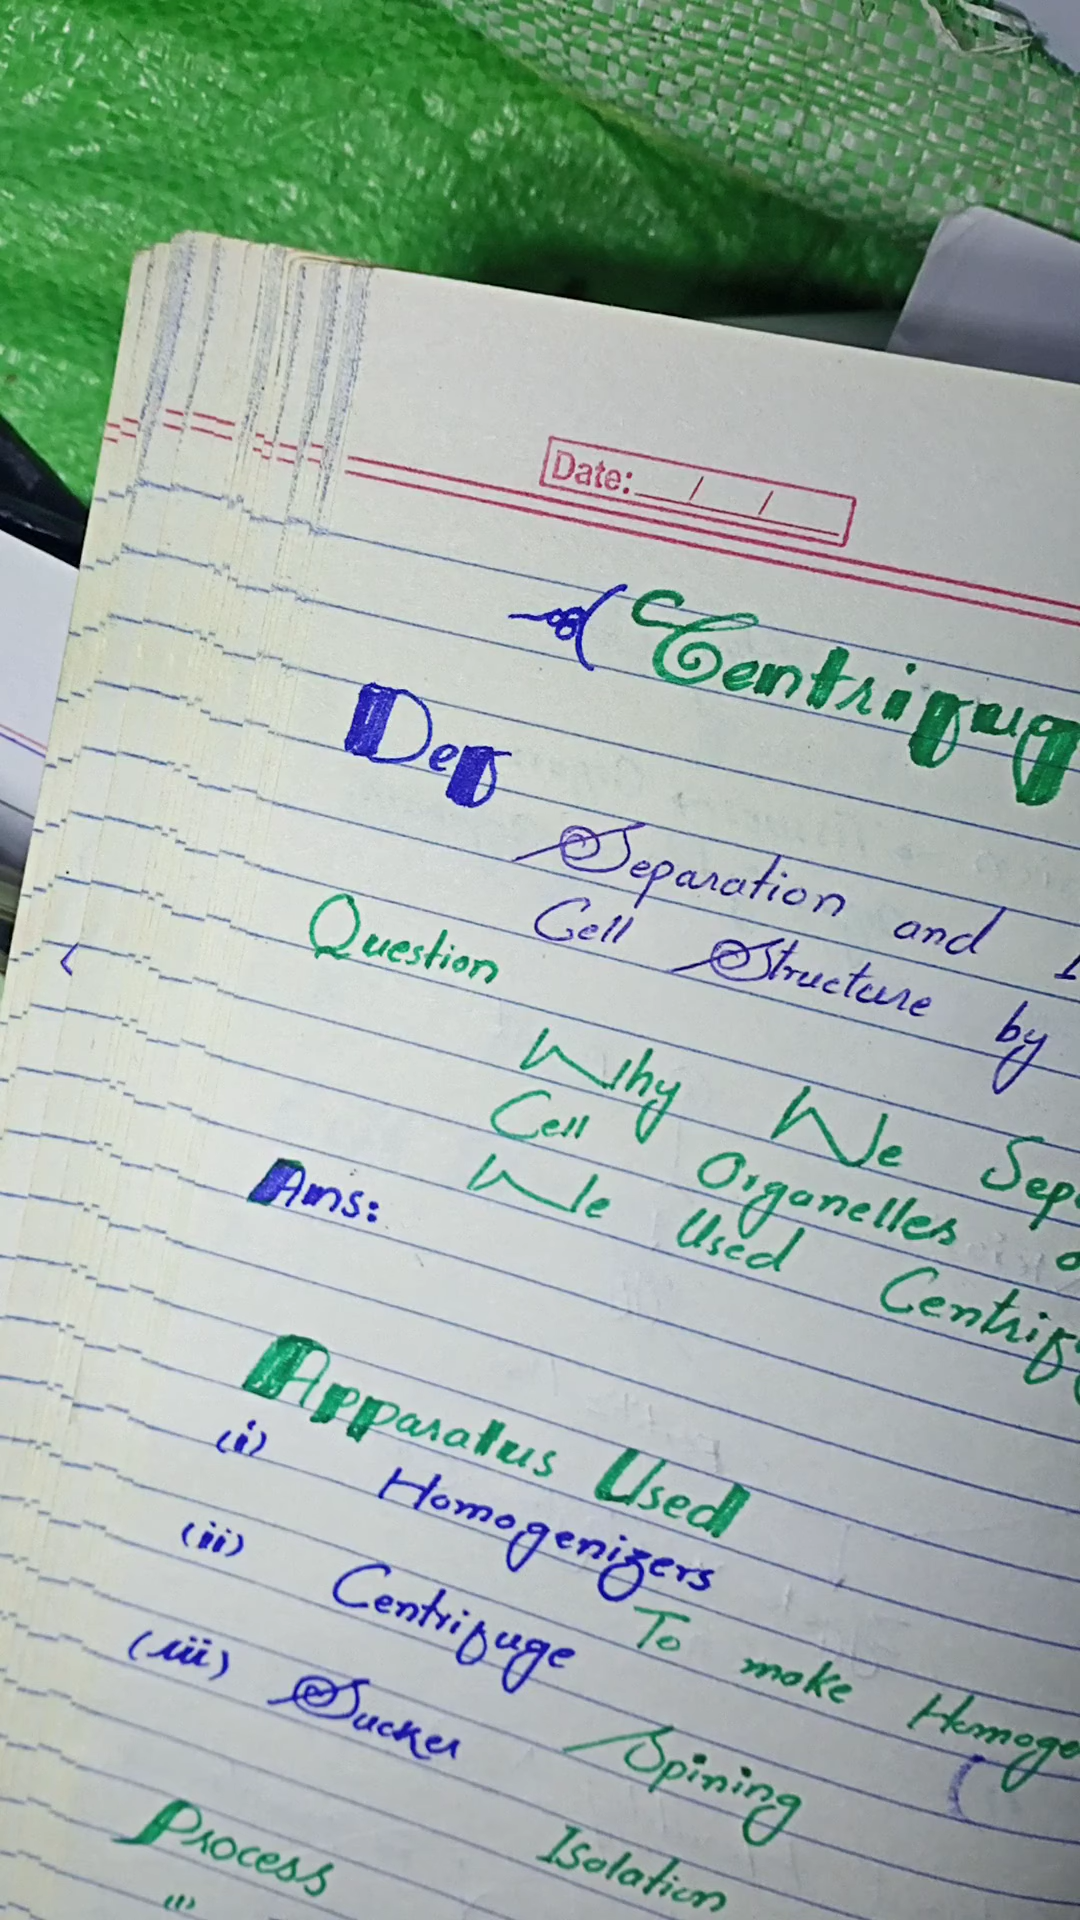 Date: / /
Centrifug
Def
Separation and I
Cell Structure by
Question
Why We Sep
Cell Organelles o
We Used Centrif
Ans:
Apparatus Used
(i) Homogenizers
To make Homoge
(ii) Centrifuge
Spining
(iii) Sucker
Isolation
Process
(i)